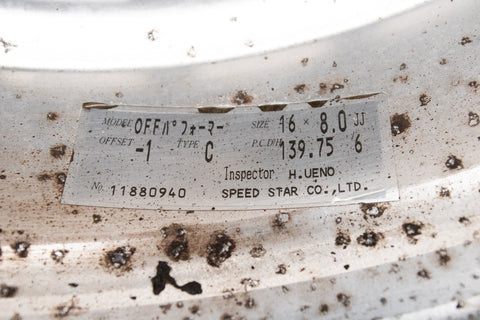 MODEL OFFパフォーマー SIZE 16 × 8.0 JJ
OFFSET -1 TYPE C P.C.D/H 139.75 /6
Inspector H.UENO
No. 11880940 SPEED STAR CO.,LTD.